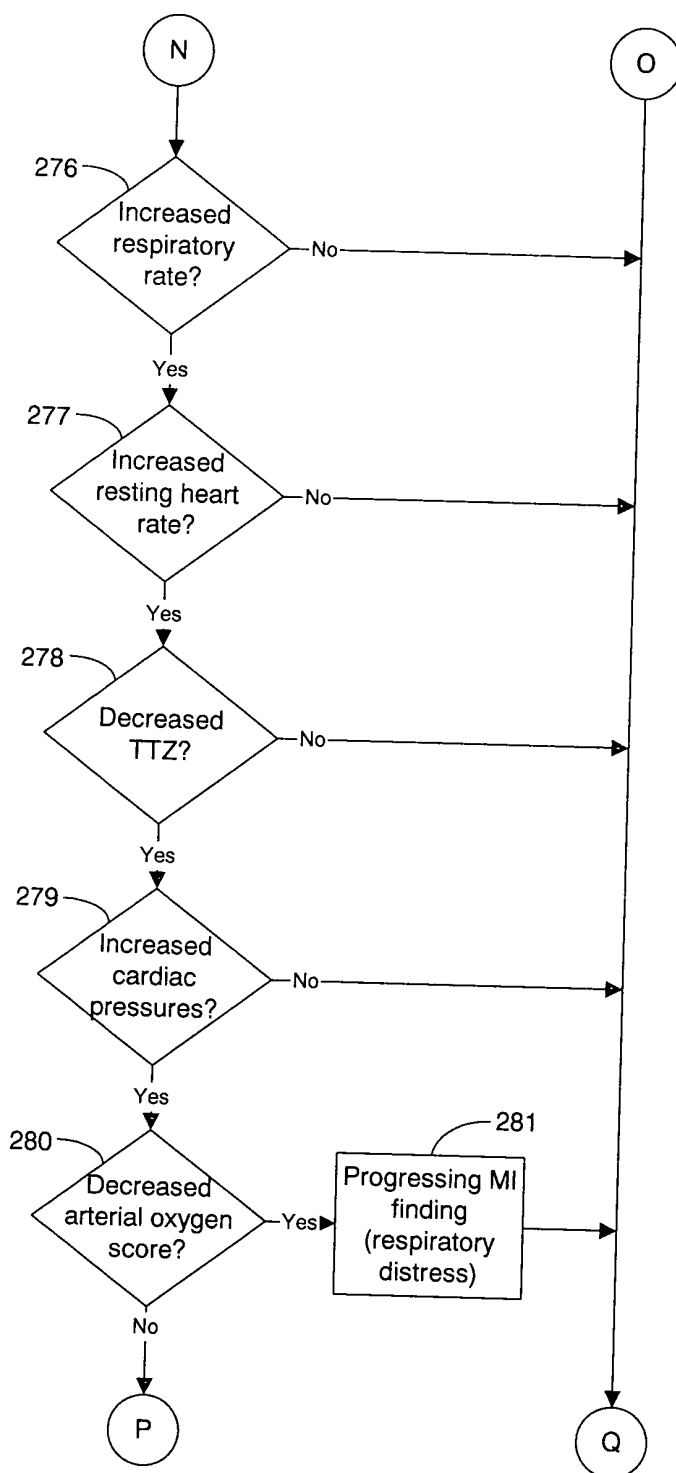 N
O
276
Increased
respiratory
rate?
No
Yes
277
Increased
resting heart
rate?
No
Yes
278
Decreased
TTZ?
No
Yes
279
Increased
cardiac
pressures?
No
Yes
280
Decreased
arterial oxygen
score?
Yes
281
Progressing MI
finding
(respiratory
distress)
No
P
Q